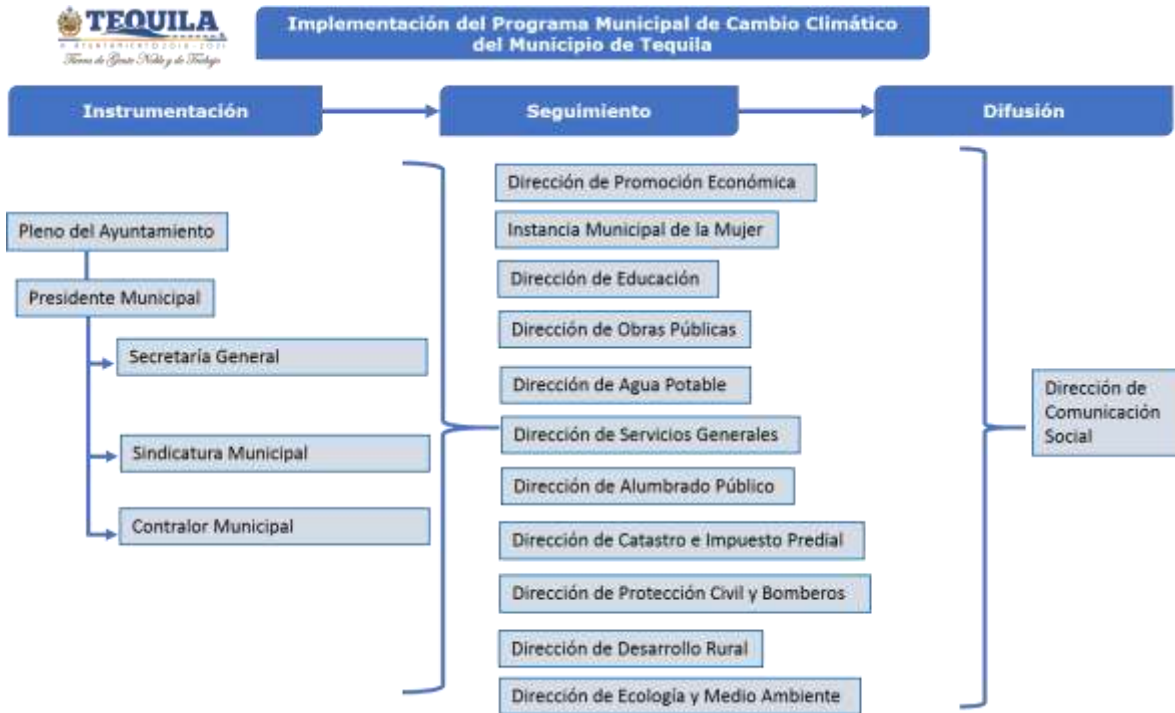 TEQUILA
H. AYUNTAMIENTO 2018 - 2021
Tierra de Gente Noble y de Trabajo
Implementación del Programa Municipal de Cambio Climático
del Municipio de Tequila
Instrumentación
Seguimiento
Difusión
Pleno del Ayuntamiento
Presidente Municipal
Secretaría General
Sindicatura Municipal
Contralor Municipal
Dirección de Promoción Económica
Instancia Municipal de la Mujer
Dirección de Educación
Dirección de Obras Públicas
Dirección de Agua Potable
Dirección de Servicios Generales
Dirección de Alumbrado Público
Dirección de Catastro e Impuesto Predial
Dirección de Protección Civil y Bomberos
Dirección de Desarrollo Rural
Dirección de Ecología y Medio Ambiente
Dirección de
Comunicación
Social